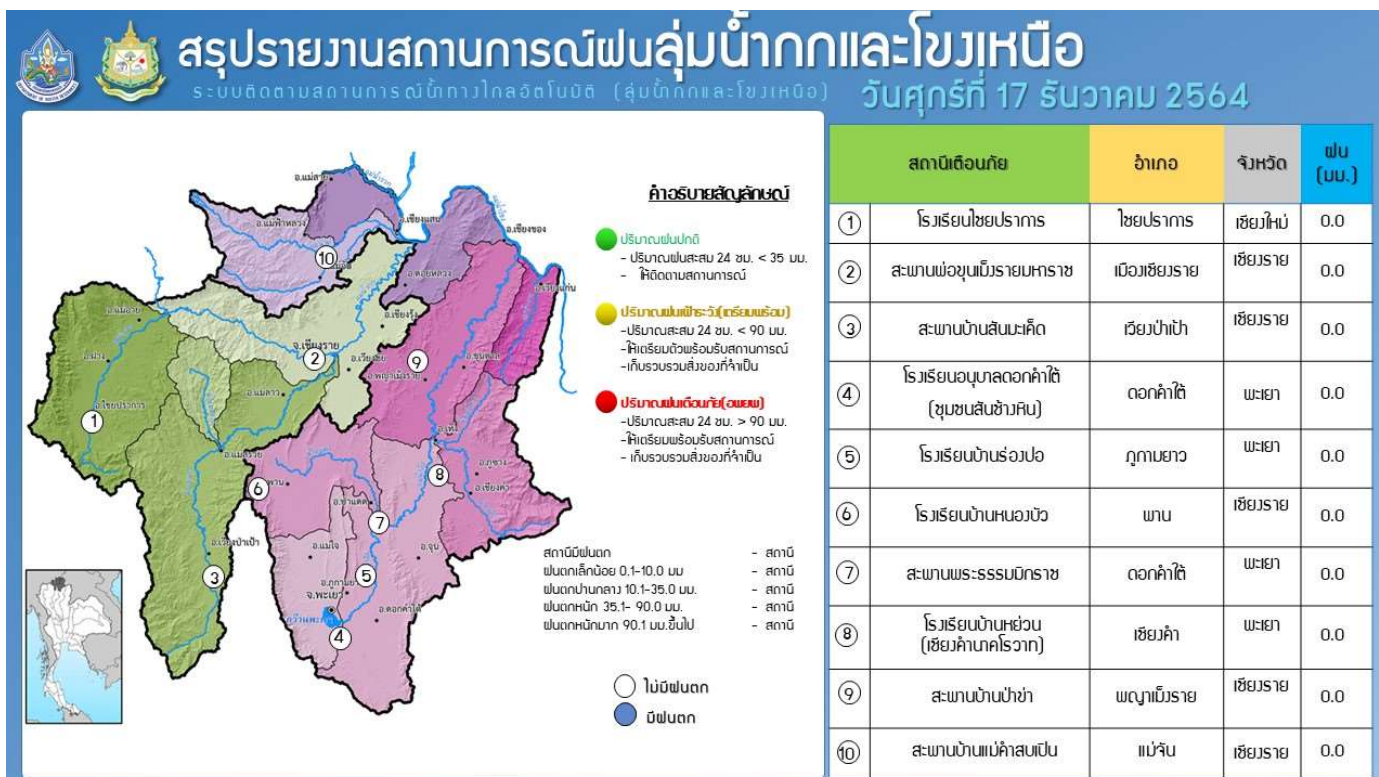 สรุปรายงานสถานการณ์ฝนลุ่มน้ำกกและโขงเหนือ
ระบบติดตามสถานการณ์น้ำทางไกลอัตโนมัติ (ลุ่มน้ำกกและโขงเหนือ)
วันศุกร์ที่ 17 ธันวาคม 2564
อ.แม่สาย
อ.แม่ฟ้าหลวง
อ.เชียงแสน
อ.เชียงของ
10
อ.ดอยหลวง
อ.เวียงแก่น
อ.แม่อาย
อ.เชียงรุ้ง
อ.ฝาง
จ.เชียงราย
2
อ.เวียงชัย
9
อ.ขุนตาล
อ.พญาเม็งราย
อ.ไชยปราการ
1
อ.แม่ลาว
อ.แม่สรวย
อ.เทิง
8
อ.ภูซาง
อ.เชียงคำ
6
อ.พาน
อ.ป่าแดด
7
อ.เวียงป่าเป้า
3
อ.แม่ใจ
อ.จุน
5
จ.พะเยา
อ.ดอกคำใต้
กว๊านพะเยา
4
คำอธิบายสัญลักษณ์
ปริมาณฝนปกติ
- ปริมาณฝนสะสม 24 ชม. < 35 มม.
- ให้ติดตามสถานการณ์
ปริมาณฝนเฝ้าระวัง(เตรียมพร้อม)
-ปริมาณสะสม 24 ชม. < 90 มม.
-ให้เตรียมตัวพร้อมรับสถานการณ์
-เก็บรวบรวมสิ่งของที่จำเป็น
ปริมาณฝนเตือนภัย(อพยพ)
-ปริมาณสะสม 24 ชม. > 90 มม.
-ให้เตรียมพร้อมรับสถานการณ์
- เก็บรวบรวมสิ่งของที่จำเป็น
สถานีมีฝนตก - สถานี
ฝนตกเล็กน้อย 0.1-10.0 มม - สถานี
ฝนตกปานกลาง 10.1-35.0 มม. - สถานี
ฝนตกหนัก 35.1- 90.0 มม. - สถานี
ฝนตกหนักมาก 90.1 มม.ขึ้นไป - สถานี
ไม่มีฝนตก
มีฝนตก
สถานีเตือนภัย อำเภอ จังหวัด ฝน (มม.)
1 โรงเรียนไชยปราการ ไชยปราการ เชียงใหม่ 0.0
2 สะพานพ่อขุนเม็งรายมหาราช เมืองเชียงราย เชียงราย 0.0
3 สะพานบ้านสันมะเค็ด เวียงป่าเป้า เชียงราย 0.0
4 โรงเรียนอนุบาลดอกคำใต้ (ชุมชนสันช้างหิน) ดอกคำใต้ พะเยา 0.0
5 โรงเรียนบ้านร่องปอ ภูกามยาว พะเยา 0.0
6 โรงเรียนบ้านหนองบัว พาน เชียงราย 0.0
7 สะพานพระธรรมมิกราช ดอกคำใต้ พะเยา 0.0
8 โรงเรียนบ้านหย่วน (เชียงคำนาคโรวาท) เชียงคำ พะเยา 0.0
9 สะพานบ้านป่าข่า พญาเม็งราย เชียงราย 0.0
10 สะพานบ้านแม่คำสบเปิน แม่จัน เชียงราย 0.0